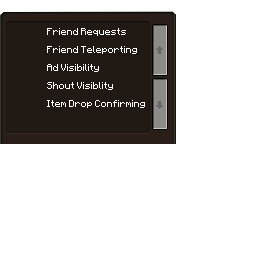 Friend Requests
Friend Teleporting
Ad Visibility
Shout Visiblity
Item Drop Confirming